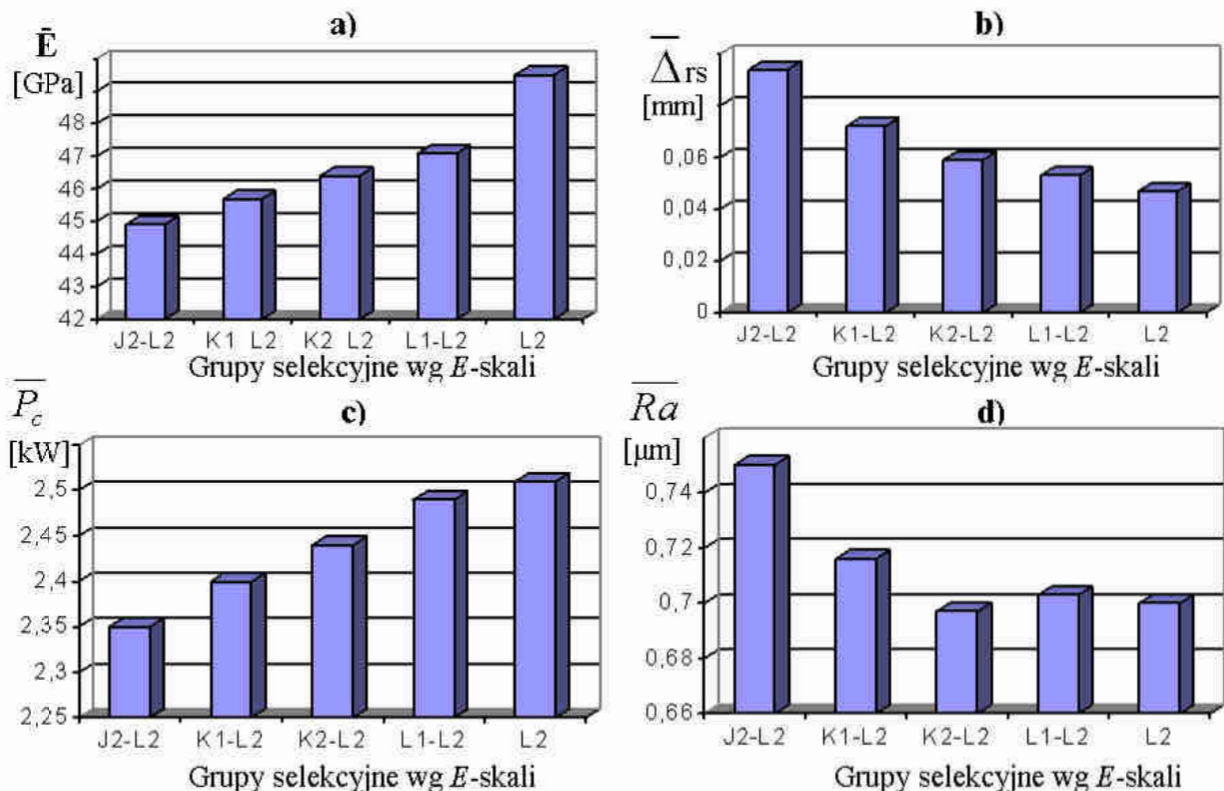 a)
Ē
[GPa]
48
47
46
45
44
43
42
J2-L2 K1 L2 K2 L2 L1-L2 L2
Grupy selekcyjne wg E-skali
b)
Δ̅ rs
[mm]
0,06
0,04
0,02
0
J2-L2 K1-L2 K2-L2 L1-L2 L2
Grupy selekcyjne wg E-skali
c)
P̅c
[kW]
2,5
2,45
2,4
2,35
2,3
2,25
J2-L2 K1-L2 K2-L2 L1-L2 L2
Grupy selekcyjne wg E-skali
d)
R̅a̅
[µm]
0,74
0,72
0,7
0,68
0,66
J2-L2 K1-L2 K2-L2 L1-L2 L2
Grupy selekcyjne wg E-skali